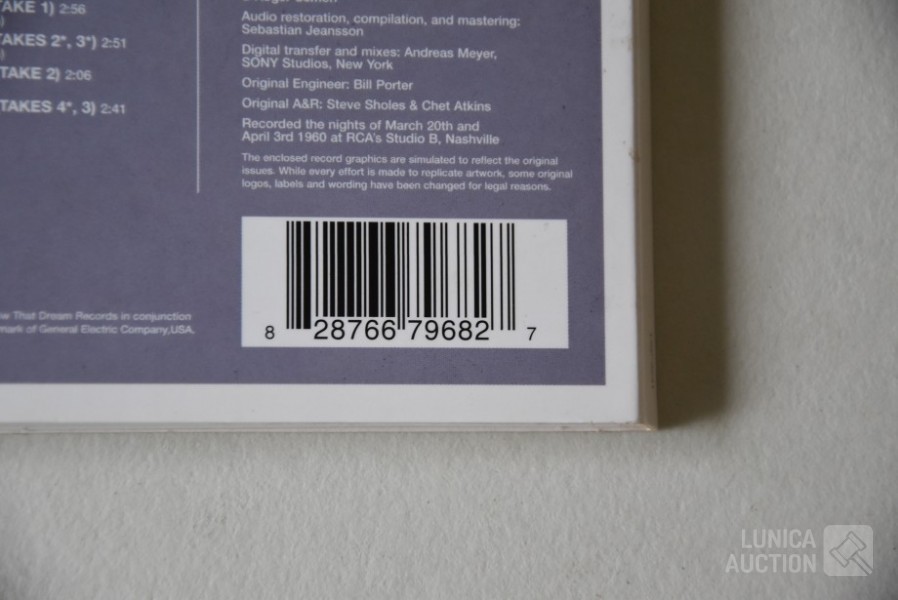 TAKE 1) 2:56
TAKES 2*, 3*) 2:51
TAKE 2) 2:06
TAKES 4*, 3) 2:41
Audio restoration, compilation, and mastering:
Sebastian Jeansson
Digital transfer and mixes: Andreas Meyer,
SONY Studios, New York
Original Engineer: Bill Porter
Original A&R: Steve Sholes & Chet Atkins
Recorded the nights of March 20th and
April 3rd 1960 at RCA's Studio B, Nashville
The enclosed record graphics are simulated to reflect the original
issues. While every effort is made to replicate artwork, some original
logos, labels and wording have been changed for legal reasons.
That Dream Records in conjunction
mark of General Electric Company,USA.
8 28766 79682 7
LUNICA
AUCTION